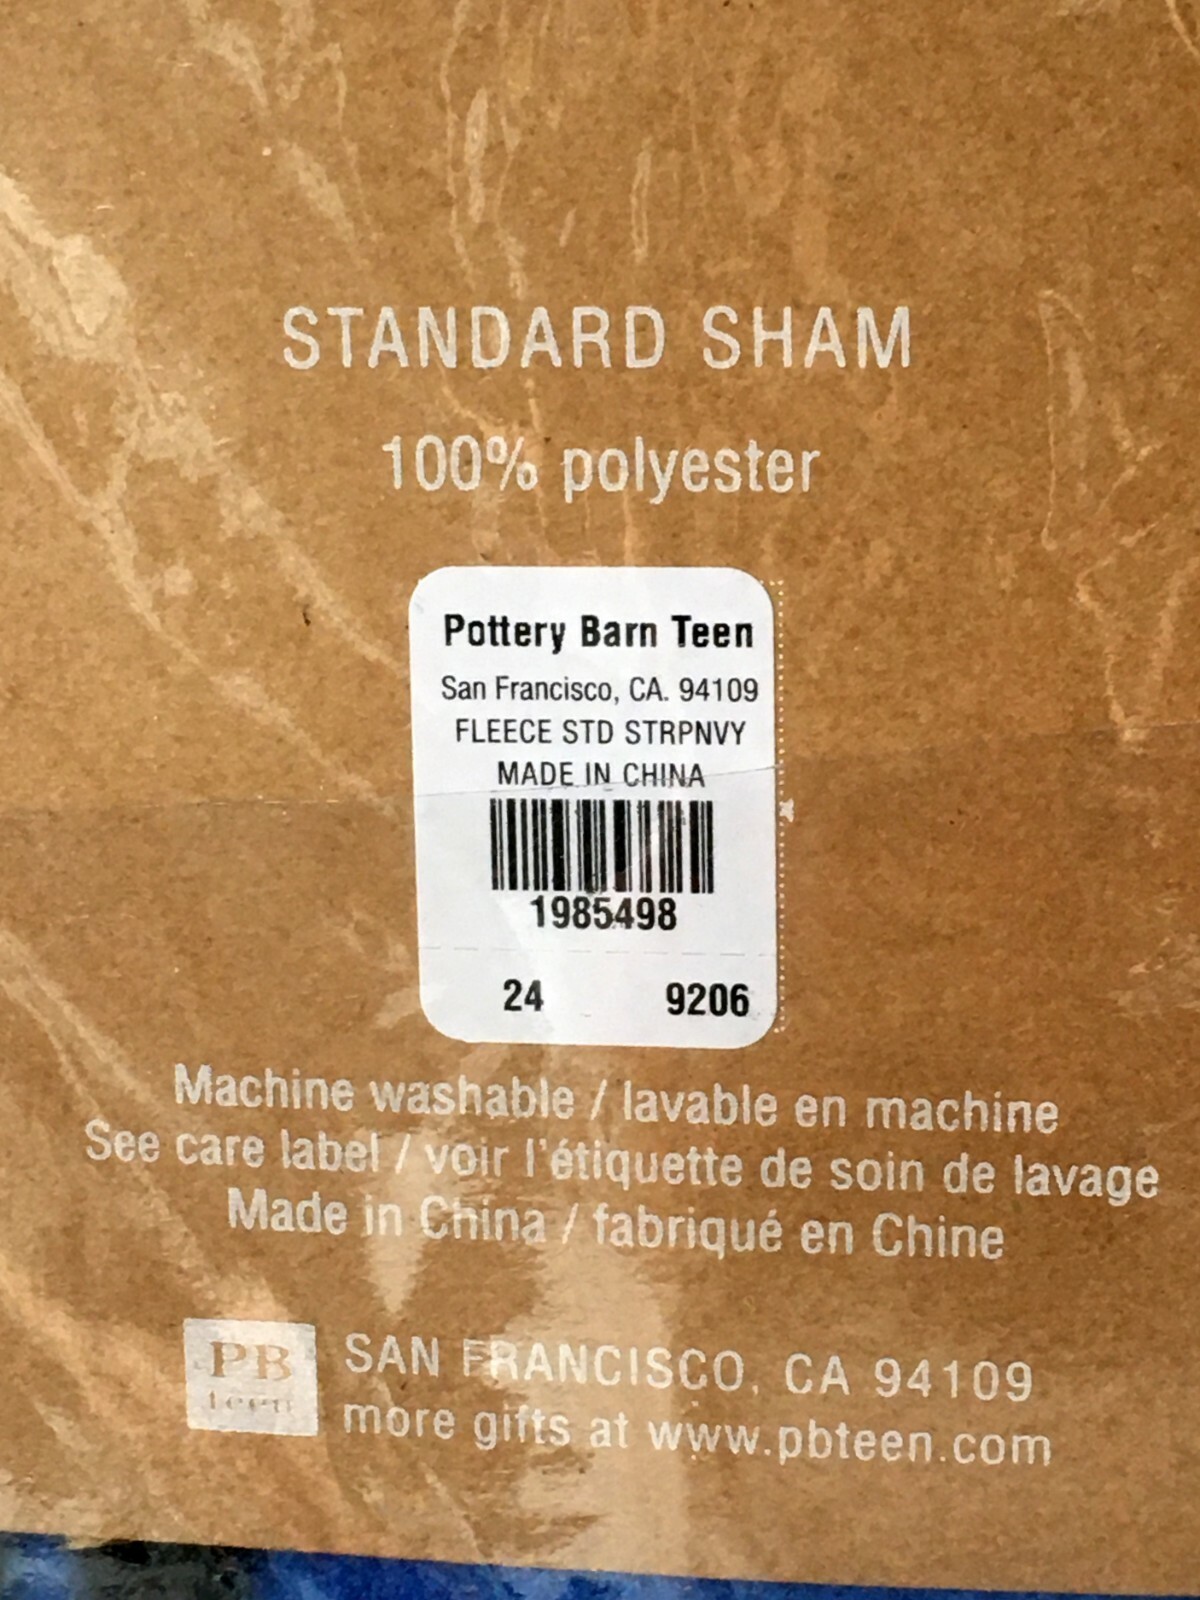 STANDARD SHAM
100% polyester
Pottery Barn Teen
San Francisco, CA. 94109
FLEECE STD STRPNVY
MADE IN CHINA
1985498
24 9206
Machine washable / lavable en machine
See care label / voir l'étiquette de soin de lavage
Made in China / fabriqué en Chine
PB
teen
SAN FRANCISCO, CA 94109
more gifts at www.pbteen.com